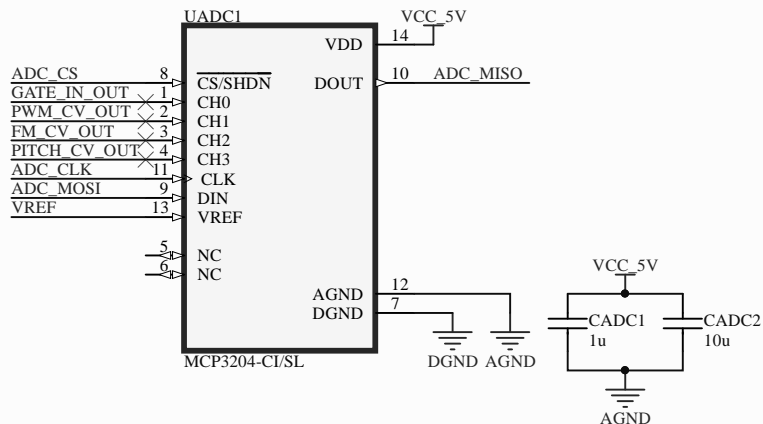 UADC1
VCC_5V
VDD 14
ADC_CS 8 CS/SHDN DOUT 10 ADC_MISO
GATE_IN_OUT 1 CH0
PWM_CV_OUT 2 CH1
FM_CV_OUT 3 CH2
PITCH_CV_OUT 4 CH3
ADC_CLK 11 CLK
ADC_MOSI 9 DIN
VREF 13 VREF
5 NC
6 NC
AGND 12
DGND 7
DGND AGND
MCP3204-CI/SL
VCC_5V
CADC1 CADC2
1u 10u
AGND